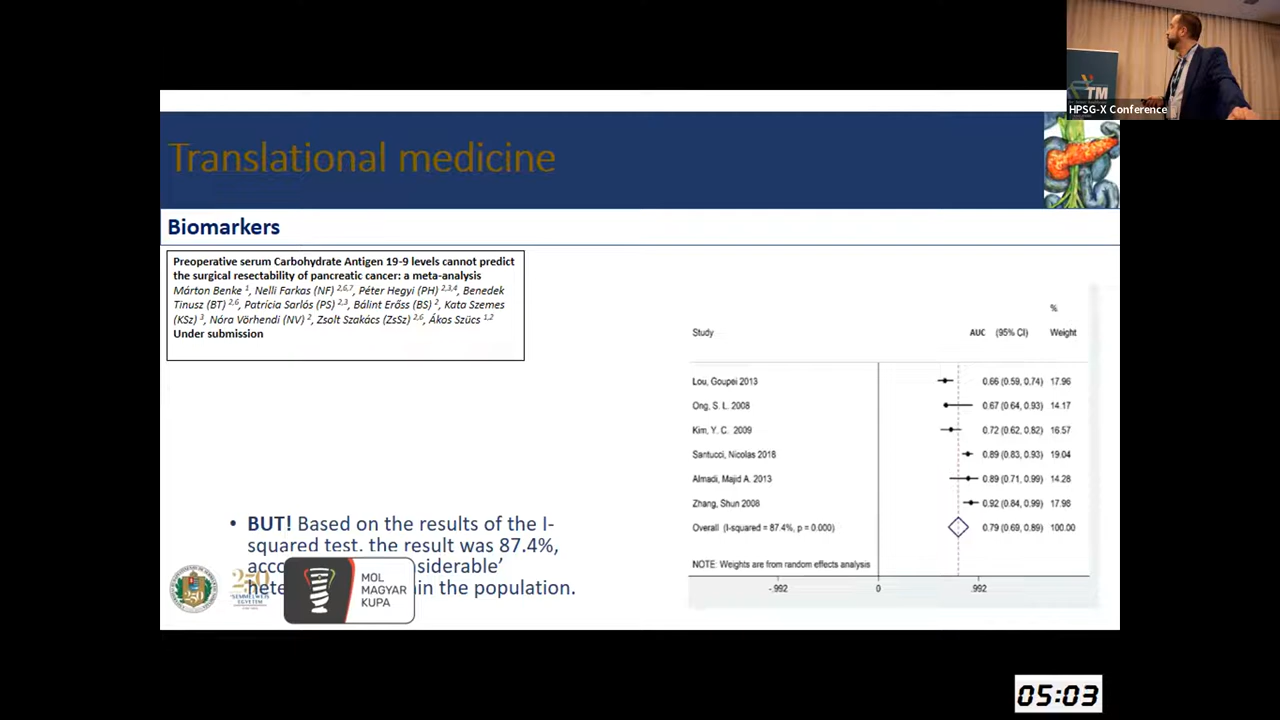 TM
HPSG-X Conference
Translational medicine
Biomarkers
Preoperative serum Carbohydrate Antigen 19-9 levels cannot predict
the surgical resectability of pancreatic cancer: a meta-analysis
Márton Benke 1, Nelli Farkas (NF) 2,6,7, Péter Hegyi (PH) 2,3,4, Benedek
Tinusz (BT) 2,6, Patrícia Sarlós (PS) 2,3, Bálint Erőss (BS) 2, Kata Szemes
(KSz) 3, Nóra Vörhendi (NV) 2, Zsolt Szakács (ZsSz) 2,6, Ákos Szücs 1,2
Under submission
%
Study AUC (95% CI) Weight
Lou, Goupei 2013 0.66 (0.59, 0.74) 17.96
Ong, S. L. 2008 0.67 (0.64, 0.93) 14.17
Kim, Y. C. 2009 0.72 (0.62, 0.82) 16.57
Santucci, Nicolas 2018 0.89 (0.83, 0.93) 19.04
Almadi, Majid A. 2013 0.89 (0.71, 0.99) 14.28
Zhang, Shun 2008 0.92 (0.84, 0.99) 17.98
Overall (I-squared = 87.4%, p = 0.000) 0.79 (0.69, 0.89) 100.00
NOTE: Weights are from random effects analysis
-.992 0 .992
• BUT! Based on the results of the I-
squared test, the result was 87.4%,
the population.
250
SEMMELWEIS
EGYETEM
MOL
MAGYAR
KUPA
05:03